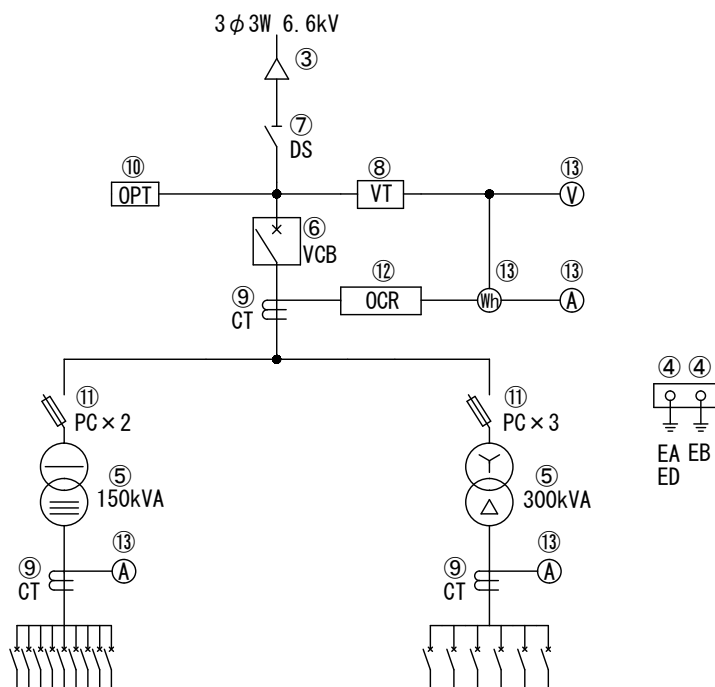 3φ3W 6.6kV
③
⑦
DS
⑩
OPT
⑧
VT
⑬
V
⑥
VCB
⑨
CT
⑫
OCR
⑬
Wh
⑬
A
⑪
PC×2
⑪
PC×3
④ ④
EA EB
ED
⑤
150kVA
⑤
300kVA
⑨
CT
⑬
A
⑨
CT
⑬
A